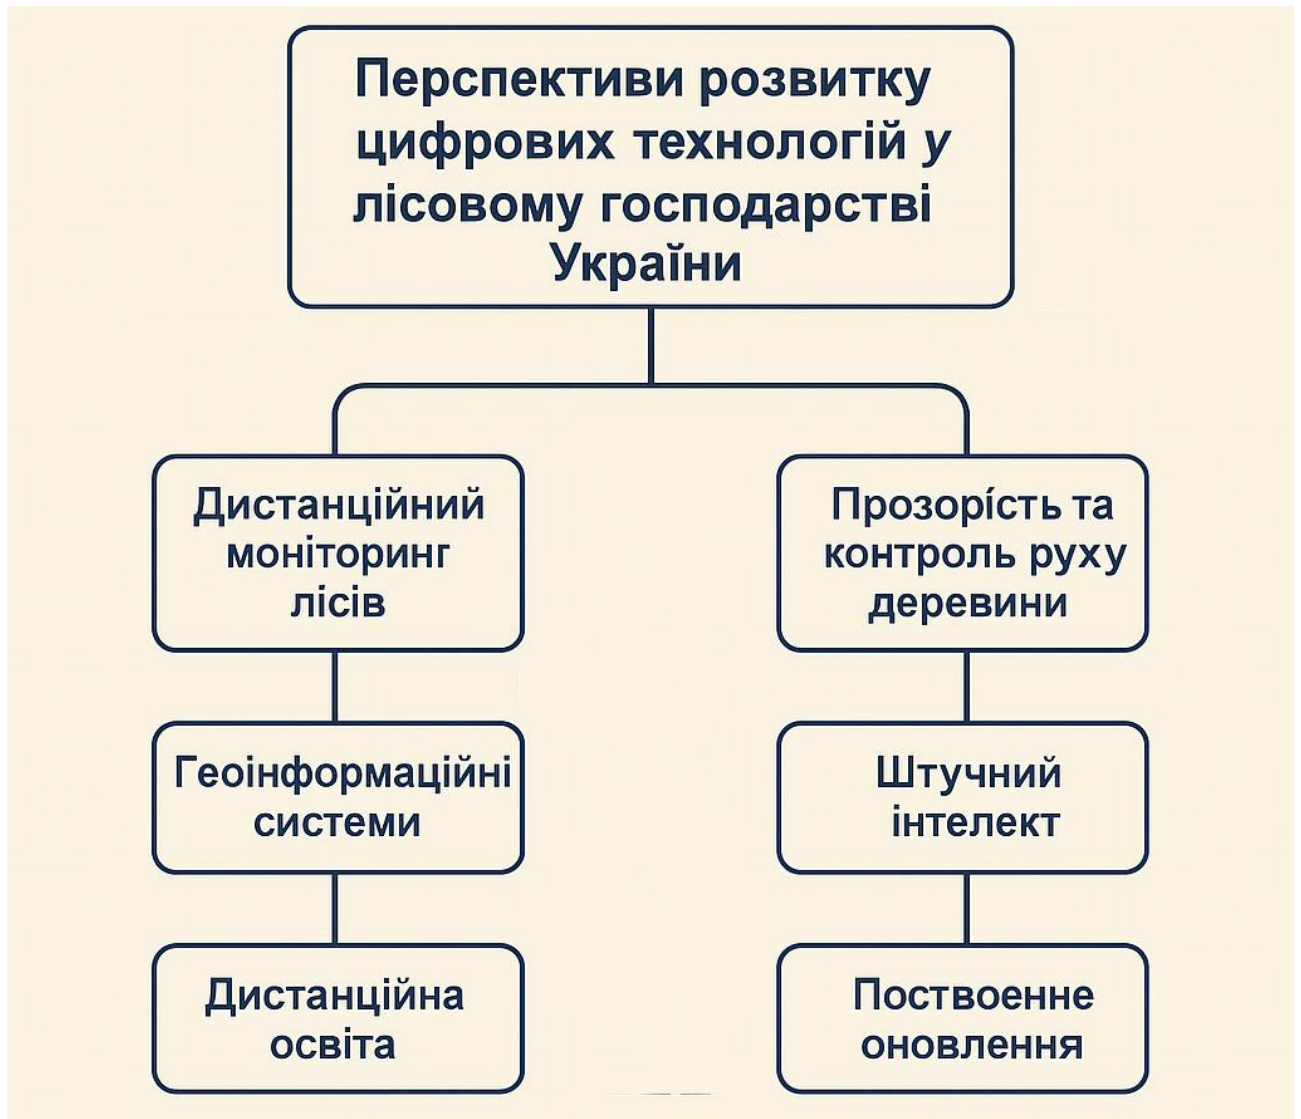 Перспективи розвитку
цифрових технологій у
лісовому господарстві
України
Дистанційний
моніторинг
лісів
Прозорість та
контроль руху
деревини
Геоінформаційні
системи
Штучний
інтелект
Дистанційна
освіта
Поствоенне
оновлення